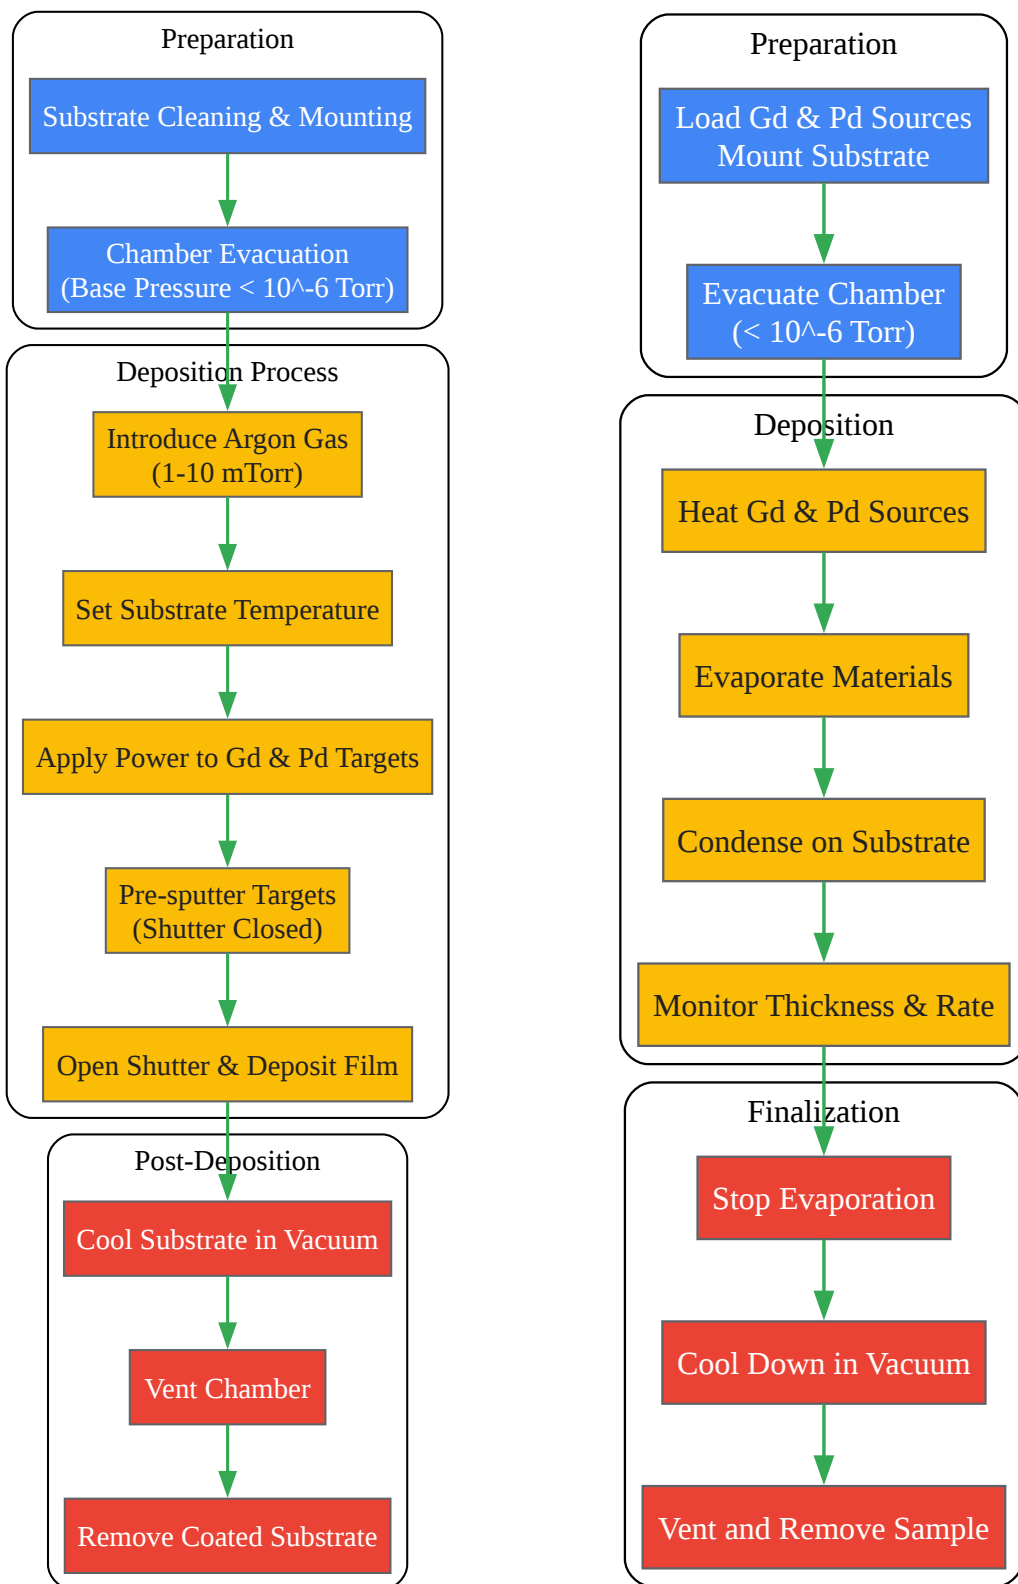 Preparation
Substrate Cleaning & Mounting
Chamber Evacuation
(Base Pressure < 10^-6 Torr)
Deposition Process
Introduce Argon Gas
(1-10 mTorr)
Set Substrate Temperature
Apply Power to Gd & Pd Targets
Pre-sputter Targets
(Shutter Closed)
Open Shutter & Deposit Film
Post-Deposition
Cool Substrate in Vacuum
Vent Chamber
Remove Coated Substrate
Preparation
Load Gd & Pd Sources
Mount Substrate
Evacuate Chamber
(< 10^-6 Torr)
Deposition
Heat Gd & Pd Sources
Evaporate Materials
Condense on Substrate
Monitor Thickness & Rate
Finalization
Stop Evaporation
Cool Down in Vacuum
Vent and Remove Sample